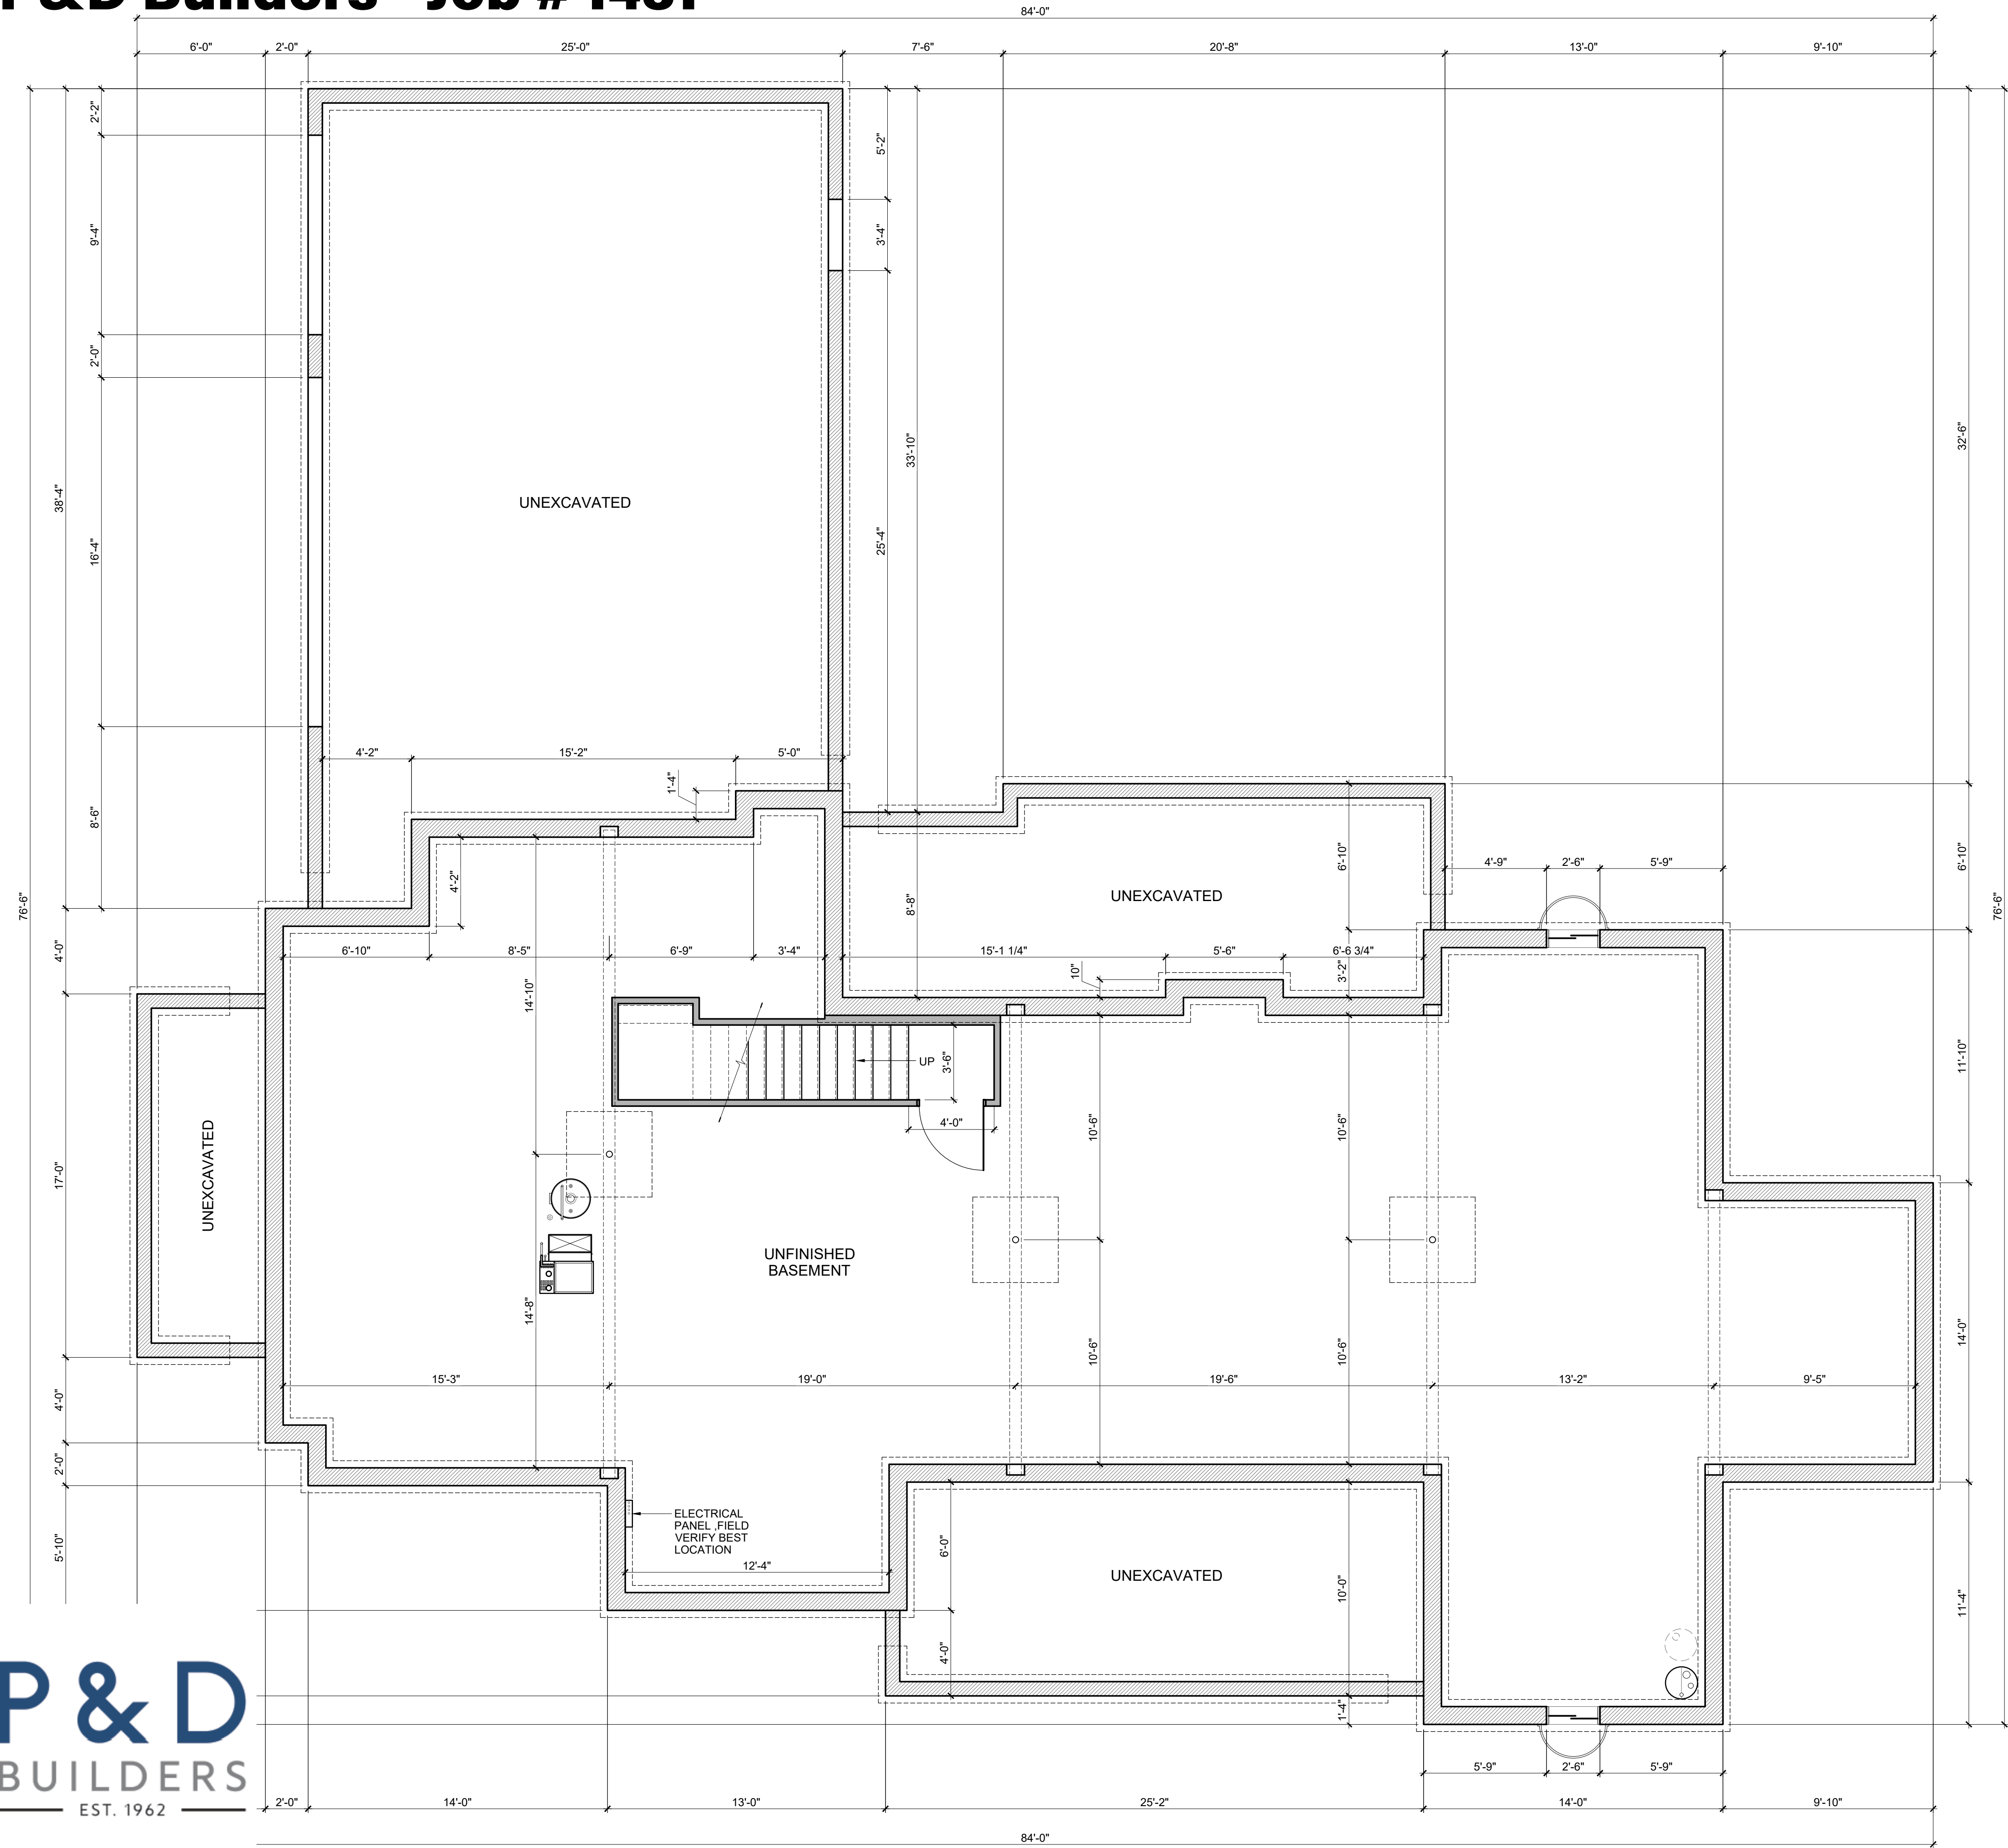 P&D Builders - Job # 1481
84'-0"
6'-0" 2'-0" 25'-0" 7'-6" 20'-8" 13'-0" 9'-10"
2'-2"
9'-4"
2'-0"
16'-4"
8'-6"
38'-4"
76'-6"
4'-0"
17'-0"
4'-0"
2'-0"
5'-10"
5'-2"
3'-4"
25'-4"
33'-10"
8'-8"
32'-6"
6'-10"
11'-10"
14'-0"
11'-4"
76'-6"
UNEXCAVATED
4'-2" 15'-2" 5'-0"
1'-4"
4'-2"
6'-10" 8'-5" 6'-9" 3'-4" 15'-1 1/4" 5'-6" 6'-6 3/4"
UNEXCAVATED
6'-10"
3'-2"
10"
4'-9" 2'-6" 5'-9"
14'-10"
14'-8"
UP
3'-6"
4'-0"
10'-6"
10'-6"
10'-6"
10'-6"
UNEXCAVATED
UNFINISHED
BASEMENT
15'-3" 19'-0" 19'-6" 13'-2" 9'-5"
ELECTRICAL
PANEL ,FIELD
VERIFY BEST
LOCATION
12'-4"
6'-0"
4'-0"
UNEXCAVATED
10'-0"
1'-4"
5'-9" 2'-6" 5'-9"
P & D
BUILDERS
EST. 1962
2'-0" 14'-0" 13'-0" 25'-2" 14'-0" 9'-10"
84'-0"